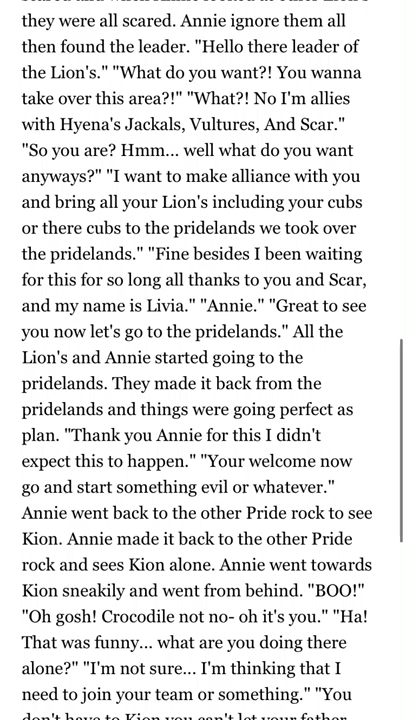 they were all scared. Annie ignore them all
then found the leader. "Hello there leader of
the Lion's." "What do you want?! You wanna
take over this area?!" "What?! No I'm allies
with Hyena's Jackals, Vultures, And Scar."
"So you are? Hmm... well what do you want
anyways?" "I want to make alliance with you
and bring all your Lion's including your cubs
or there cubs to the pridelands we took over
the pridelands." "Fine besides I been waiting
for this for so long all thanks to you and Scar,
and my name is Livia." "Annie." "Great to see
you now let's go to the pridelands." All the
Lion's and Annie started going to the
pridelands. They made it back from the
pridelands and things were going perfect as
plan. "Thank you Annie for this I didn't
expect this to happen." "Your welcome now
go and start something evil or whatever."
Annie went back to the other Pride rock to see
Kion. Annie made it back to the other Pride
rock and sees Kion alone. Annie went towards
Kion sneakily and went from behind. "BOO!"
"Oh gosh! Crocodile not no- oh it's you." "Ha!
That was funny... what are you doing there
alone?" "I'm not sure... I'm thinking that I
need to join your team or something." "You
don't have to Kion you can't let your father